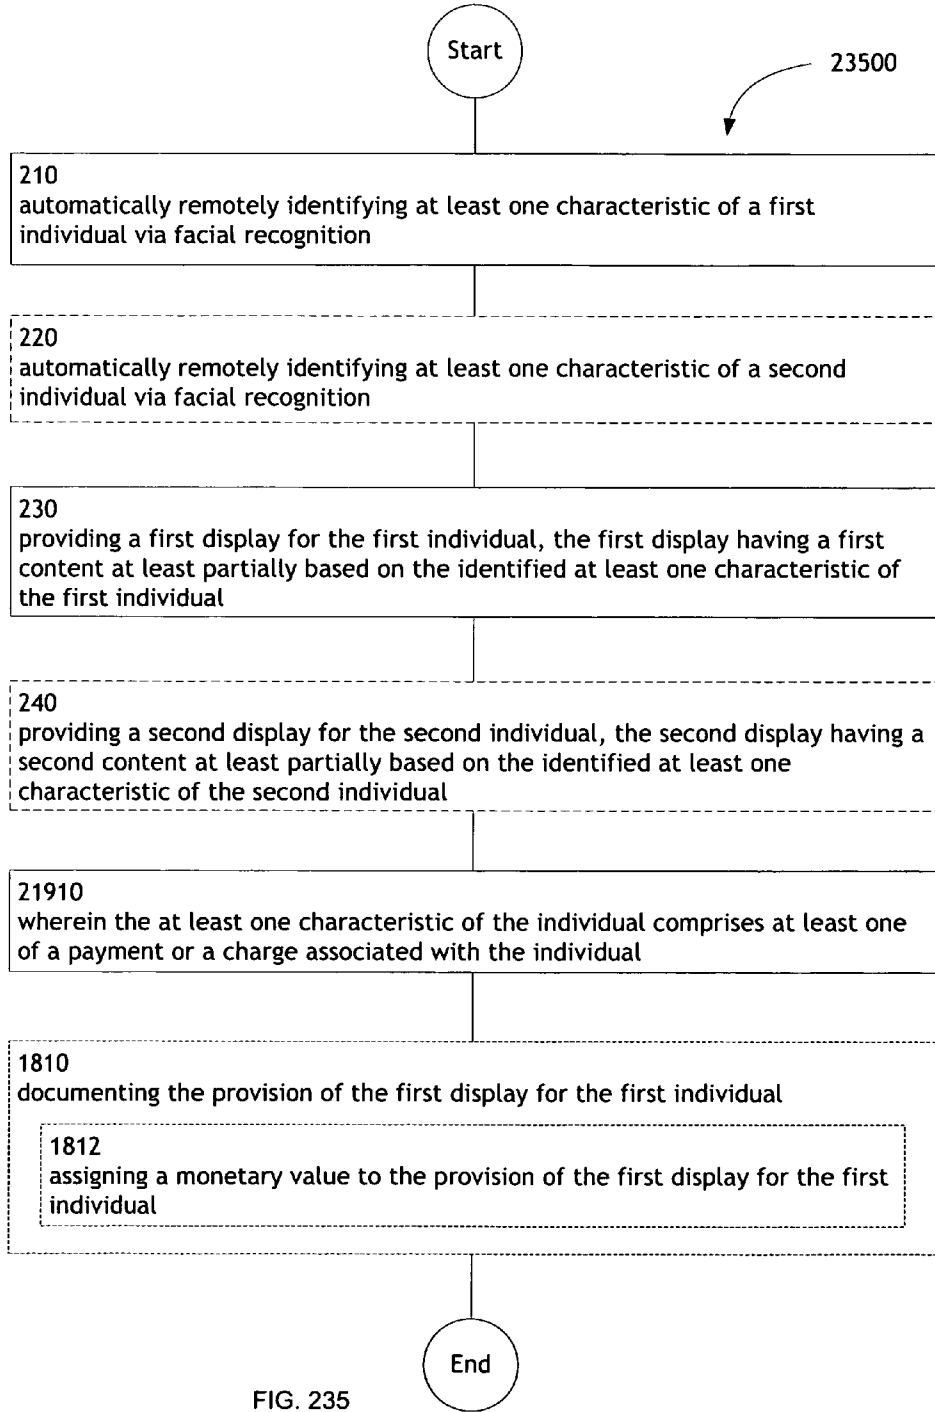 Start
23500
210
automatically remotely identifying at least one characteristic of a first
individual via facial recognition
220
automatically remotely identifying at least one characteristic of a second
individual via facial recognition
230
providing a first display for the first individual, the first display having a first
content at least partially based on the identified at least one characteristic of
the first individual
240
providing a second display for the second individual, the second display having a
second content at least partially based on the identified at least one
characteristic of the second individual
21910
wherein the at least one characteristic of the individual comprises at least one
of a payment or a charge associated with the individual
1810
documenting the provision of the first display for the first individual
1812
assigning a monetary value to the provision of the first display for the first
individual
End
FIG. 235